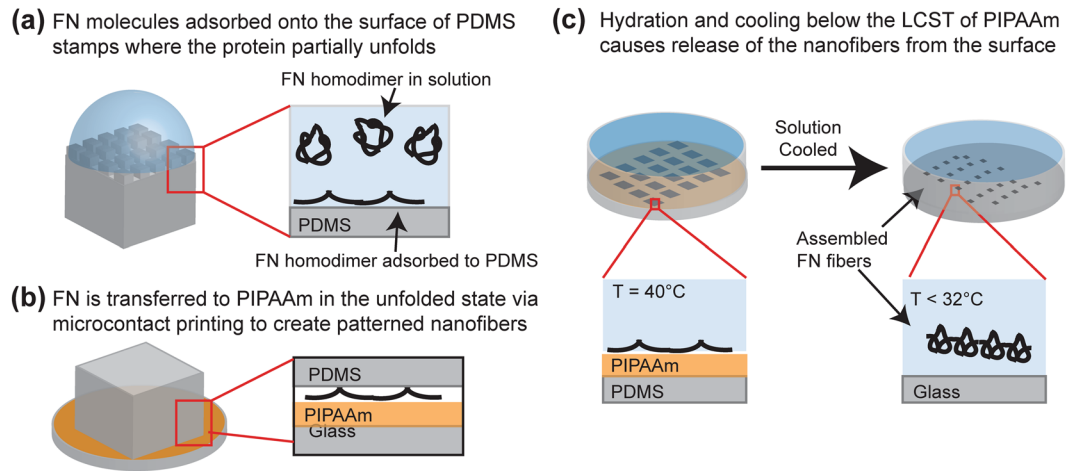 (a) FN molecules adsorbed onto the surface of PDMS
stamps where the protein partially unfolds
FN homodimer in solution
PDMS
FN homodimer adsorbed to PDMS
(b) FN is transferred to PIPAAm in the unfolded state via
microcontact printing to create patterned nanofibers
PDMS
PIPAAm
Glass
(c) Hydration and cooling below the LCST of PIPAAm
causes release of the nanofibers from the surface
Solution
Cooled
Assembled
FN fibers
T = 40°C
PIPAAm
PDMS
T < 32°C
Glass